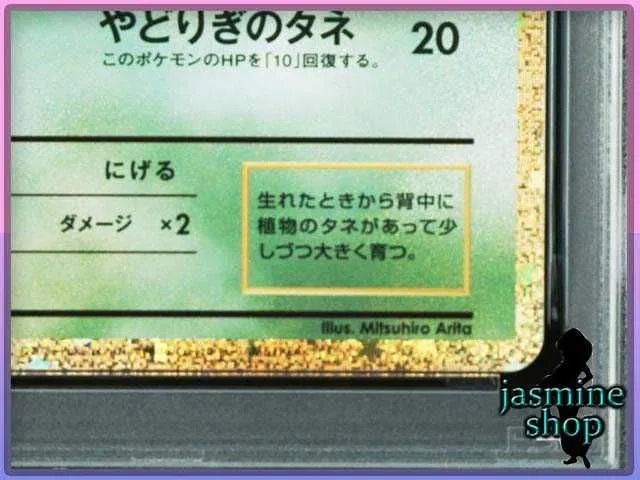 やどりぎのタネ 20
このポケモンのHPを「10」回復する。
にげる
ダメージ ×2
生れたときから背中に
植物のタネがあって少
しづつ大きく育つ。
Illus. Mitsuhiro Arita
jasmine
shop